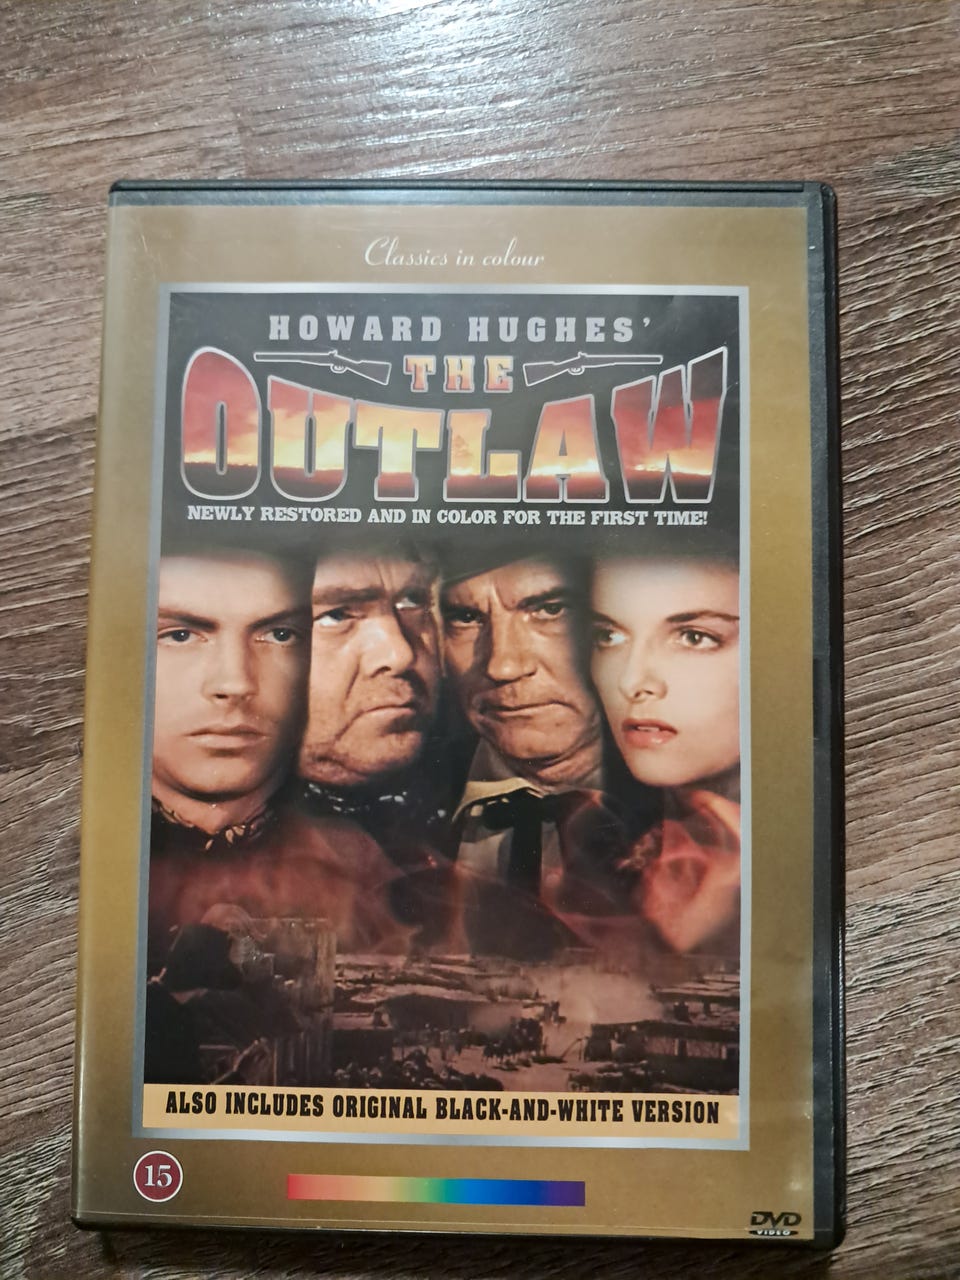 Classics in colour
HOWARD HUGHES'
THE
OUTLAW
NEWLY RESTORED AND IN COLOR FOR THE FIRST TIME!
ALSO INCLUDES ORIGINAL BLACK-AND-WHITE VERSION
15
DVD
VIDEO